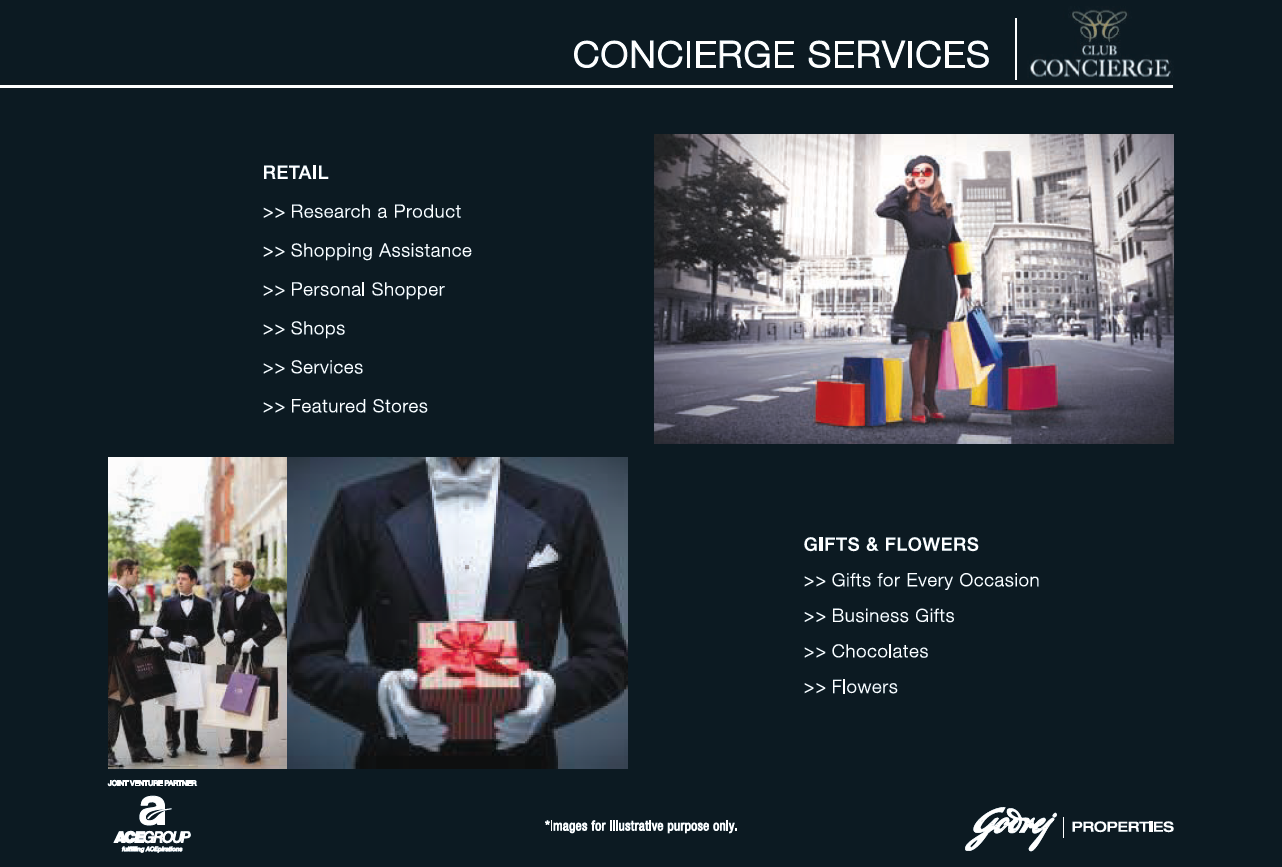 CONCIERGE SERVICES
CLUB
CONCIERGE
RETAIL
>> Research a Product
>> Shopping Assistance
>> Personal Shopper
>> Shops
>> Services
>> Featured Stores
GIFTS & FLOWERS
>> Gifts for Every Occasion
>> Business Gifts
>> Chocolates
>> Flowers
JOINT VENTURE PARTNER
a
ACEGROUP
fulfilling ACEpirations
*Images for illustrative purpose only.
Godrej | PROPERTIES